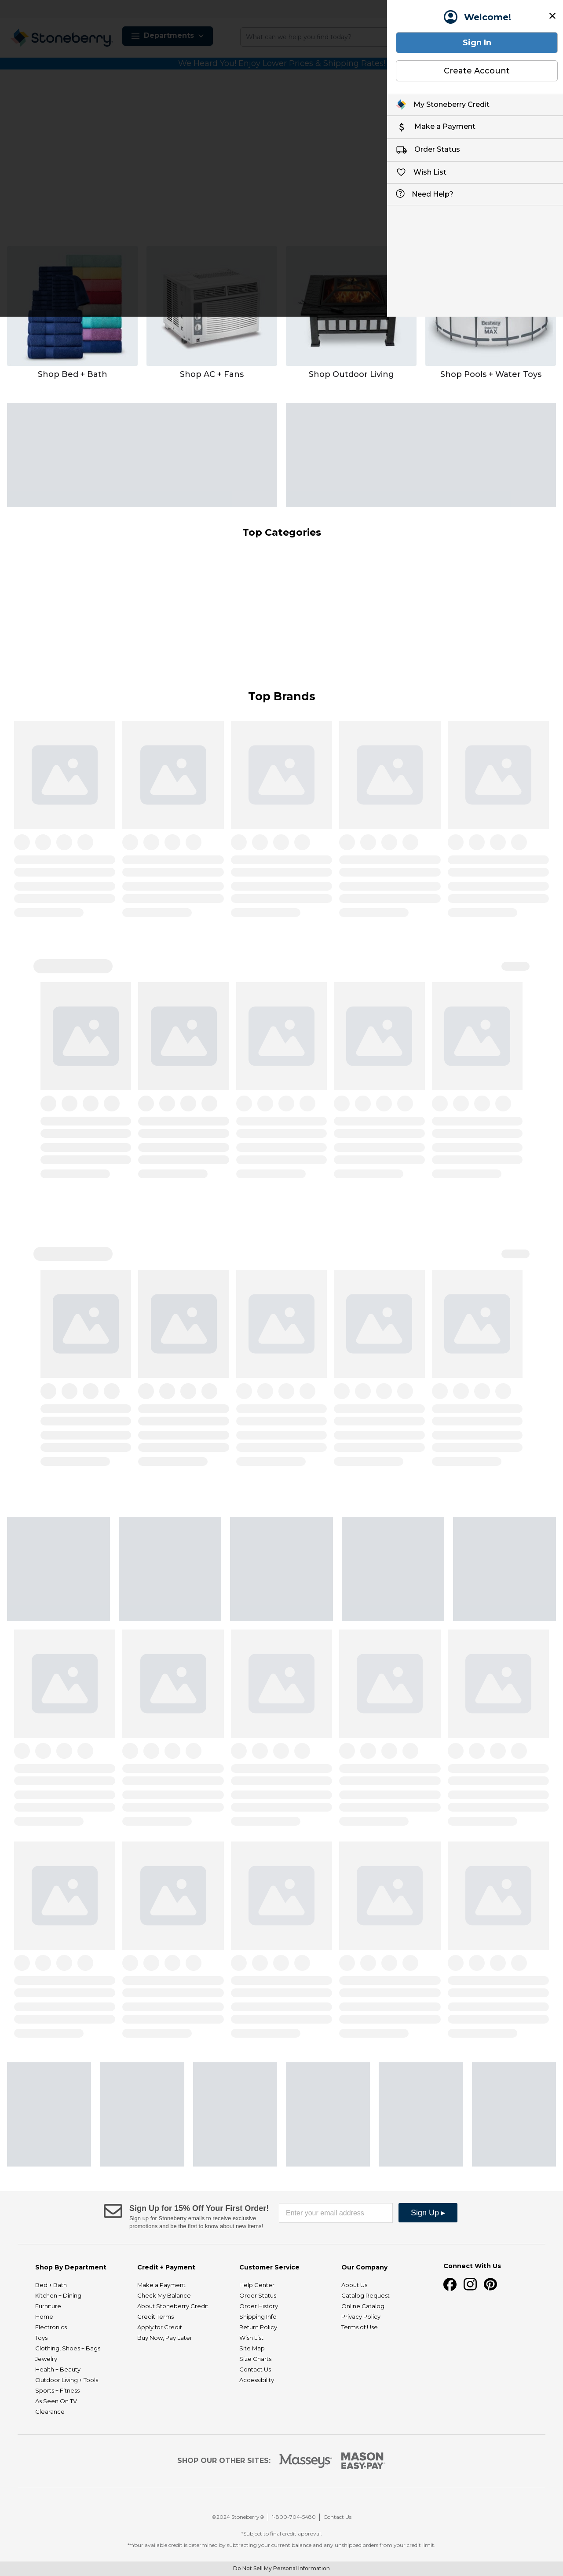 Stoneberry.
Departments
What can we help you find today?
We Heard You! Enjoy Lower Prices & Shipping Rates!
Welcome!
Sign In
Create Account
My Stoneberry Credit
Make a Payment
Order Status
Wish List
Need Help?
Bestway
MAX
Shop Bed + Bath
Shop AC + Fans
Shop Outdoor Living
Shop Pools + Water Toys
Top Categories
Top Brands
Sign Up for 15% Off Your First Order!
Sign up for Stoneberry emails to receive exclusive
promotions and be the first to know about new items!
Enter your email address
Sign Up ▸
Shop By Department
Bed + Bath
Kitchen + Dining
Furniture
Home
Electronics
Toys
Clothing, Shoes + Bags
Jewelry
Health + Beauty
Outdoor Living + Tools
Sports + Fitness
As Seen On TV
Clearance
Credit + Payment
Make a Payment
Check My Balance
About Stoneberry Credit
Credit Terms
Apply for Credit
Buy Now, Pay Later
Customer Service
Help Center
Order Status
Order History
Shipping Info
Return Policy
Wish List
Site Map
Size Charts
Contact Us
Accessibility
Our Company
About Us
Catalog Request
Online Catalog
Privacy Policy
Terms of Use
Connect With Us
SHOP OUR OTHER SITES:
Masseys
MASON
EASY-PAY
©2024 Stoneberry® | 1-800-704-5480 | Contact Us
*Subject to final credit approval.
**Your available credit is determined by subtracting your current balance and any unshipped orders from your credit limit.
Do Not Sell My Personal Information